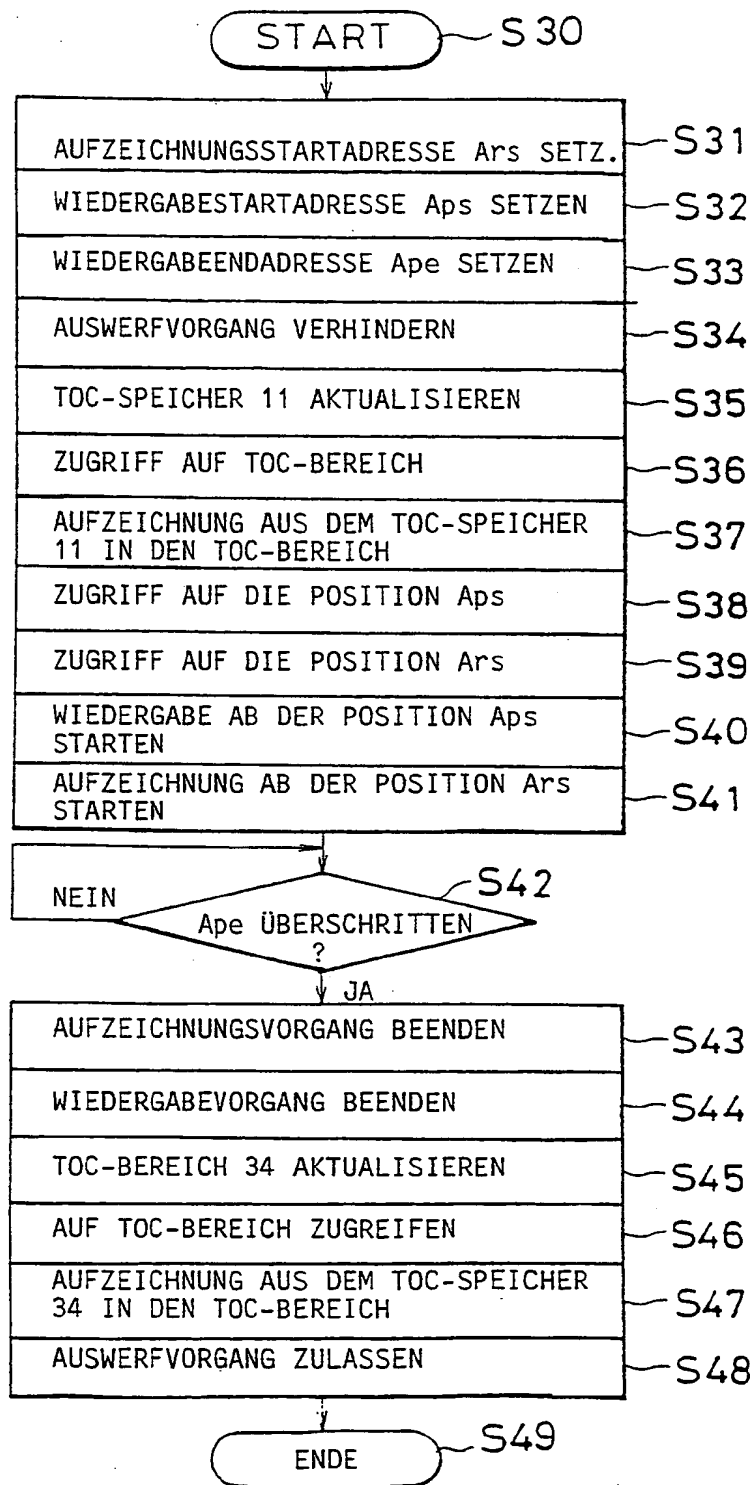 START S30
AUFZEICHNUNGSSTARTADRESSE Ars SETZ. S31
WIEDERGABESTARTADRESSE Aps SETZEN S32
WIEDERGABEENDADRESSE Ape SETZEN S33
AUSWERFVORGANG VERHINDERN S34
TOC-SPEICHER 11 AKTUALISIEREN S35
ZUGRIFF AUF TOC-BEREICH S36
AUFZEICHNUNG AUS DEM TOC-SPEICHER S37
11 IN DEN TOC-BEREICH
ZUGRIFF AUF DIE POSITION Aps S38
ZUGRIFF AUF DIE POSITION Ars S39
WIEDERGABE AB DER POSITION Aps S40
STARTEN
AUFZEICHNUNG AB DER POSITION Ars S41
STARTEN
S42
NEIN
Ape ÜBERSCHRITTEN
?
JA
AUFZEICHNUNGSVORGANG BEENDEN S43
WIEDERGABEVORGANG BEENDEN S44
TOC-BEREICH 34 AKTUALISIEREN S45
AUF TOC-BEREICH ZUGREIFEN S46
AUFZEICHNUNG AUS DEM TOC-SPEICHER S47
34 IN DEN TOC-BEREICH
AUSWERFVORGANG ZULASSEN S48
ENDE S49